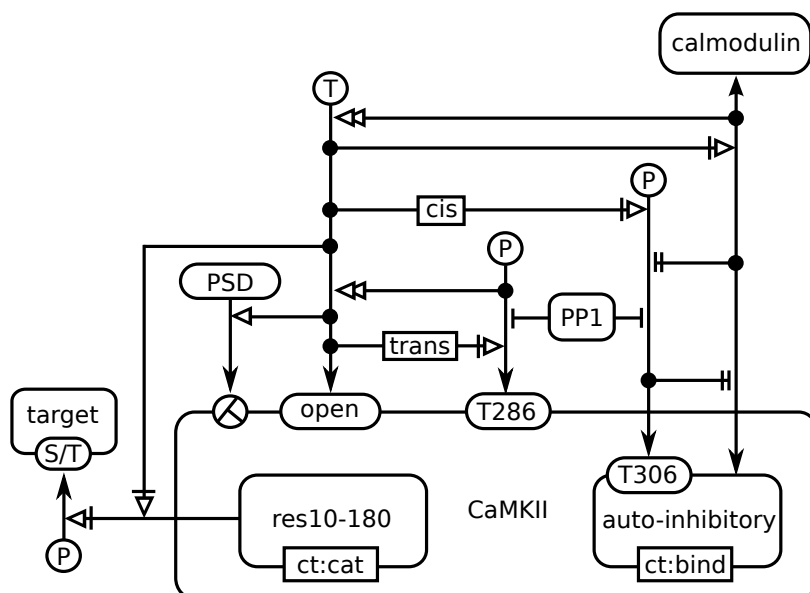 calmodulin
T
P
cis
P
PSD
PP1
trans
target
open
T286
S/T
T306
res10-180
CaMKII
auto-inhibitory
P
ct:cat
ct:bind